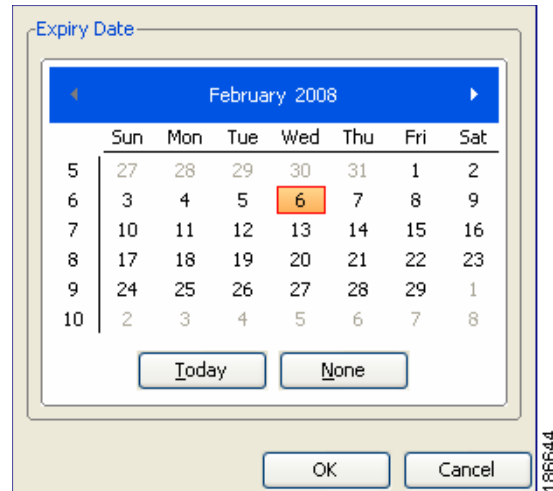 Expiry Date
February 2008
Sun Mon Tue Wed Thu Fri Sat
5 27 28 29 30 31 1 2
6 3 4 5 6 7 8 9
7 10 11 12 13 14 15 16
8 17 18 19 20 21 22 23
9 24 25 26 27 28 29 1
10 2 3 4 5 6 7 8
Today None
OK Cancel
186644